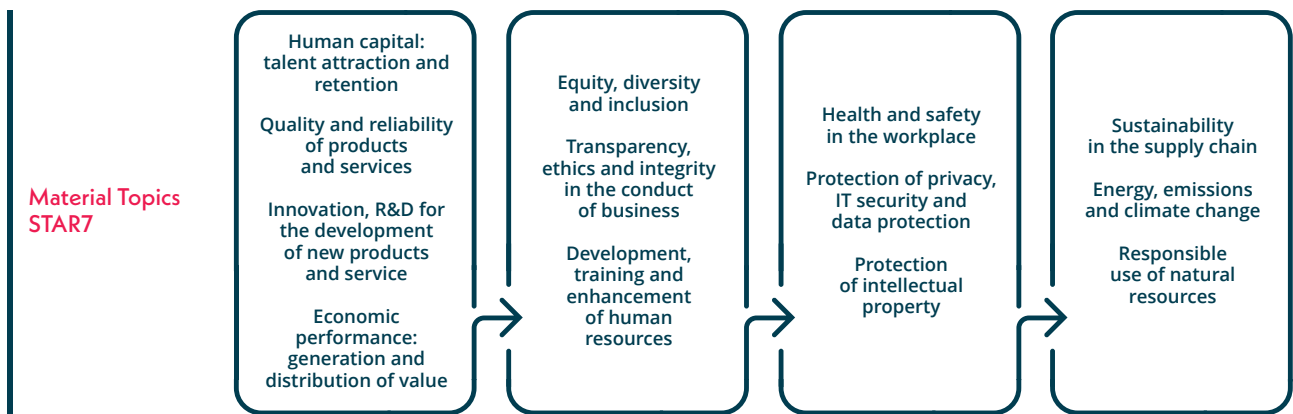 Material Topics
STAR7
Human capital:
talent attraction and
retention
Quality and reliability
of products
and services
Innovation, R&D for
the development
of new products
and service
Economic
performance:
generation and
distribution of value
Equity, diversity
and inclusion
Transparency,
ethics and integrity
in the conduct
of business
Development,
training and
enhancement
of human
resources
Health and safety
in the workplace
Protection of privacy,
IT security and
data protection
Protection
of intellectual
property
Sustainability
in the supply chain
Energy, emissions
and climate change
Responsible
use of natural
resources